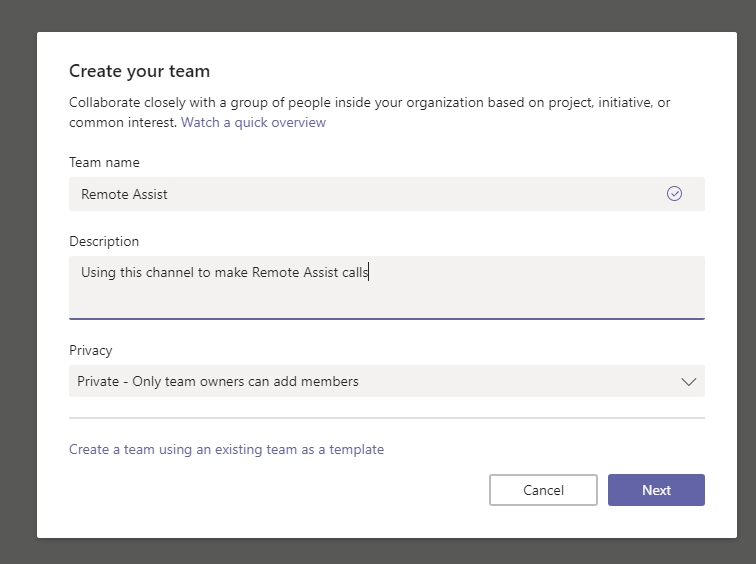 Create your team
Collaborate closely with a group of people inside your organization based on project, initiative, or
common interest. Watch a quick overview
Team name
Remote Assist
Description
Using this channel to make Remote Assist calls
Privacy
Private - Only team owners can add members
Create a team using an existing team as a template
Cancel Next